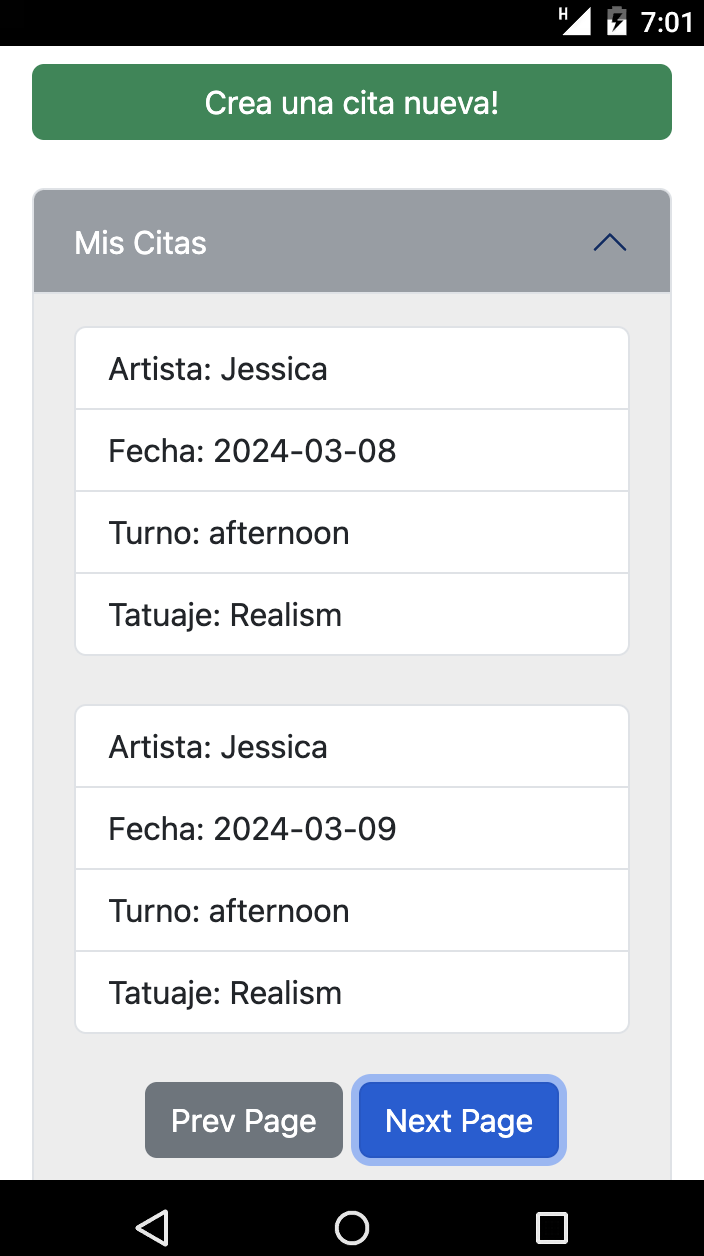 H 7:01
Crea una cita nueva!
Mis Citas
Artista: Jessica
Fecha: 2024-03-08
Turno: afternoon
Tatuaje: Realism
Artista: Jessica
Fecha: 2024-03-09
Turno: afternoon
Tatuaje: Realism
Prev Page Next Page